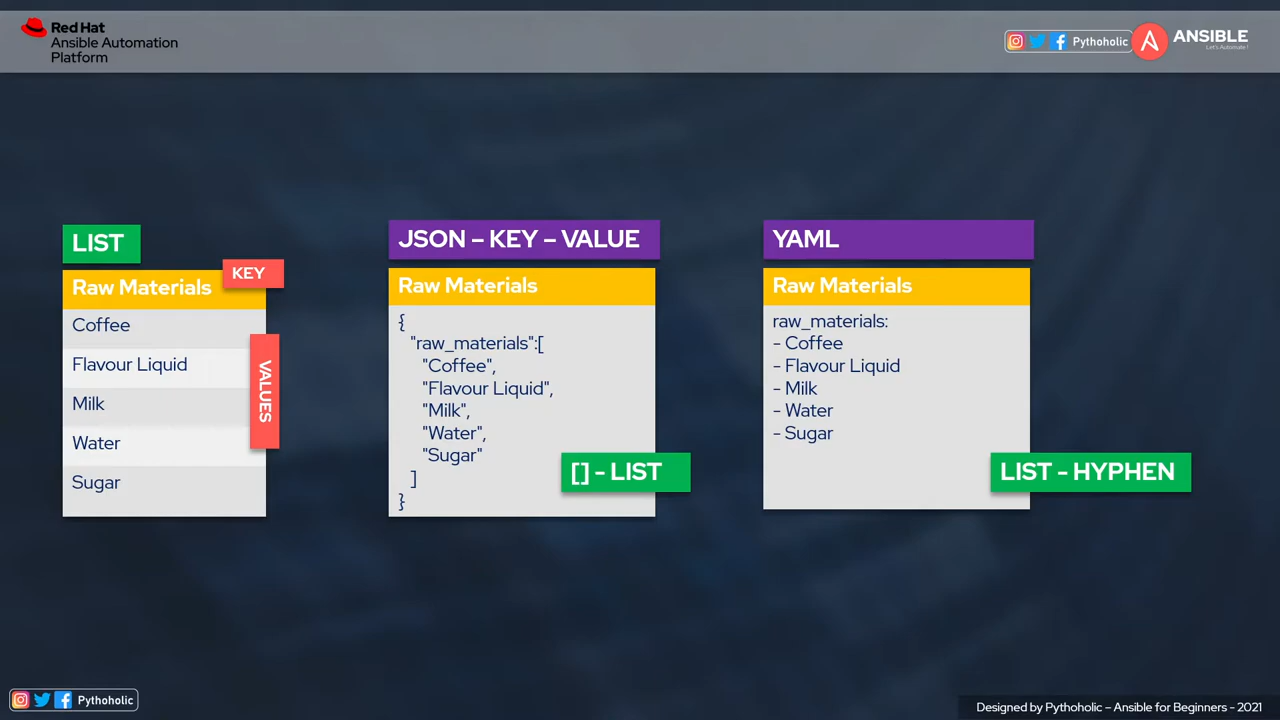 Red Hat
Ansible Automation
Platform
Pythoholic
ANSIBLE
Let's Automate !
LIST
KEY
Raw Materials
Coffee
Flavour Liquid
Milk
Water
Sugar
VALUES
JSON – KEY – VALUE
Raw Materials
{
"raw_materials":[
"Coffee",
"Flavour Liquid",
"Milk",
"Water",
"Sugar"
]
}
[] - LIST
YAML
Raw Materials
raw_materials:
- Coffee
- Flavour Liquid
- Milk
- Water
- Sugar
LIST - HYPHEN
Pythoholic
Designed by Pythoholic – Ansible for Beginners - 2021